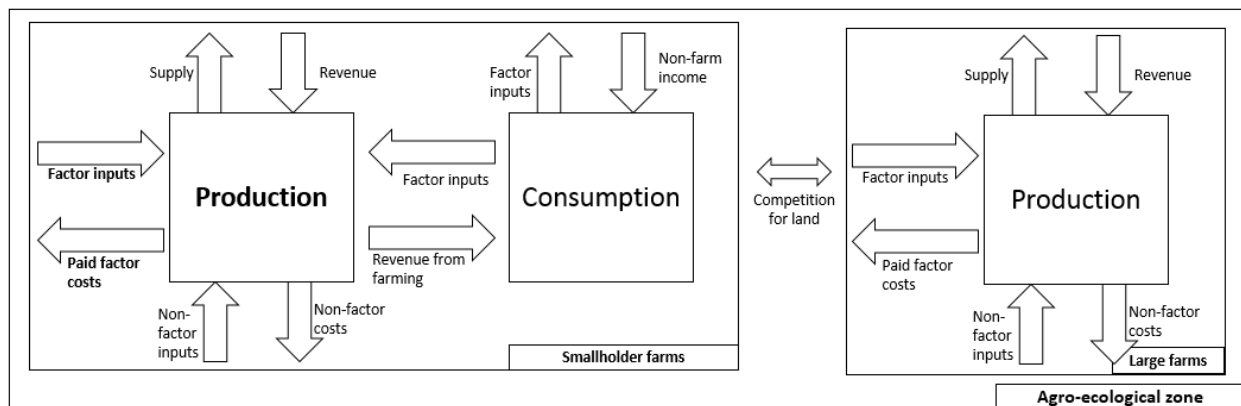 Supply
Revenue
Factor
inputs
Non-farm
income
Factor inputs
Production
Factor inputs
Consumption
Paid factor
costs
Revenue from
farming
Non-
factor
inputs
Non-factor
costs
Smallholder farms
Competition
for land
Supply
Revenue
Factor inputs
Production
Paid factor
costs
Non-
factor
inputs
Non-factor
costs
Large farms
Agro-ecological zone